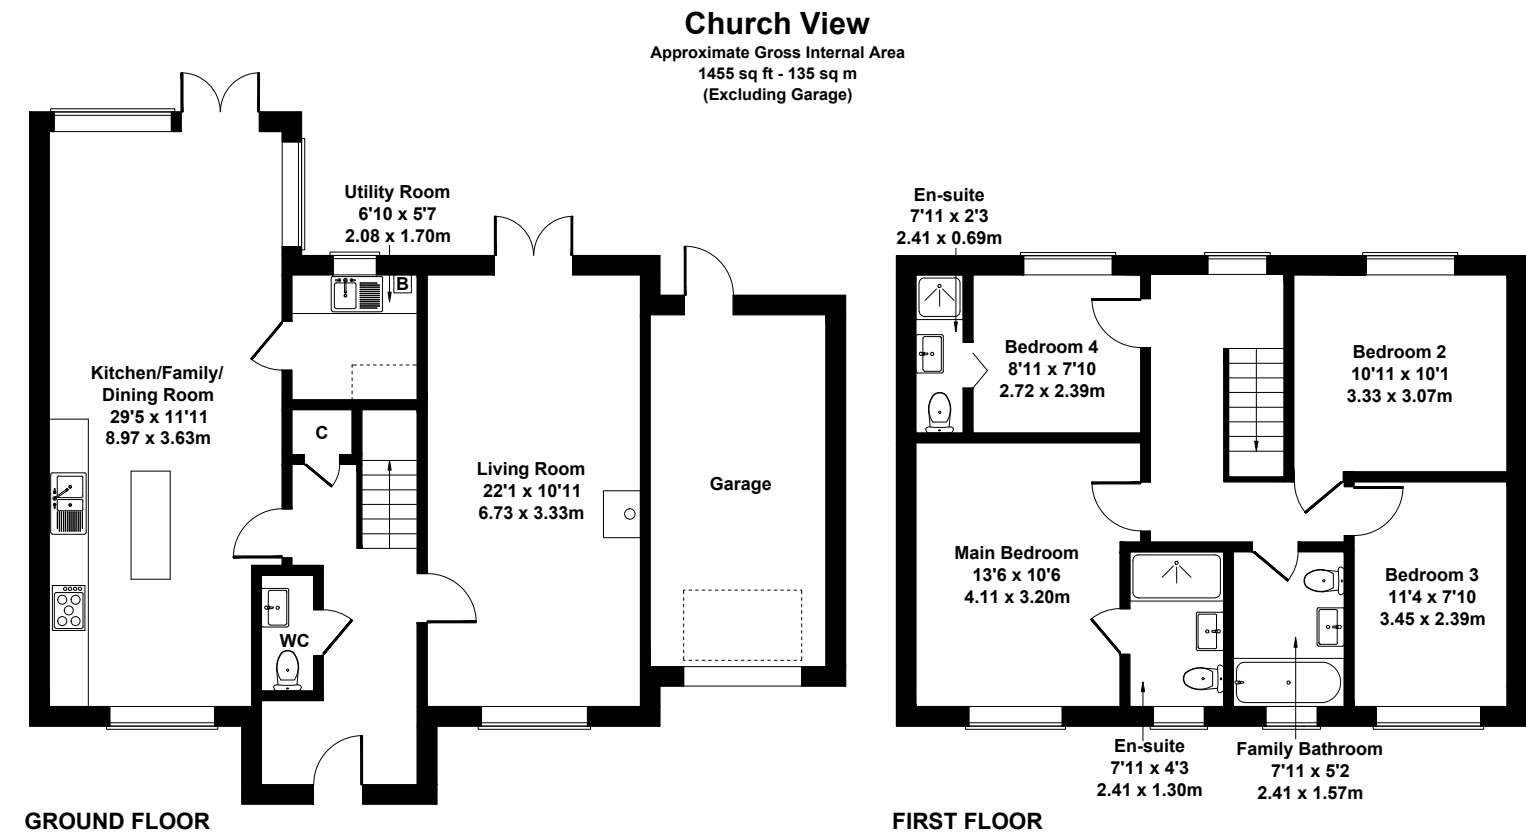 Church View
Approximate Gross Internal Area
1455 sq ft - 135 sq m
(Excluding Garage)
Utility Room
6'10 x 5'7
2.08 x 1.70m
B
Kitchen/Family/
Dining Room
29'5 x 11'11
8.97 x 3.63m
C
Living Room
22'1 x 10'11
6.73 x 3.33m
Garage
WC
GROUND FLOOR
En-suite
7'11 x 2'3
2.41 x 0.69m
Bedroom 4
8'11 x 7'10
2.72 x 2.39m
Bedroom 2
10'11 x 10'1
3.33 x 3.07m
Main Bedroom
13'6 x 10'6
4.11 x 3.20m
Bedroom 3
11'4 x 7'10
3.45 x 2.39m
En-suite
7'11 x 4'3
2.41 x 1.30m
Family Bathroom
7'11 x 5'2
2.41 x 1.57m
FIRST FLOOR